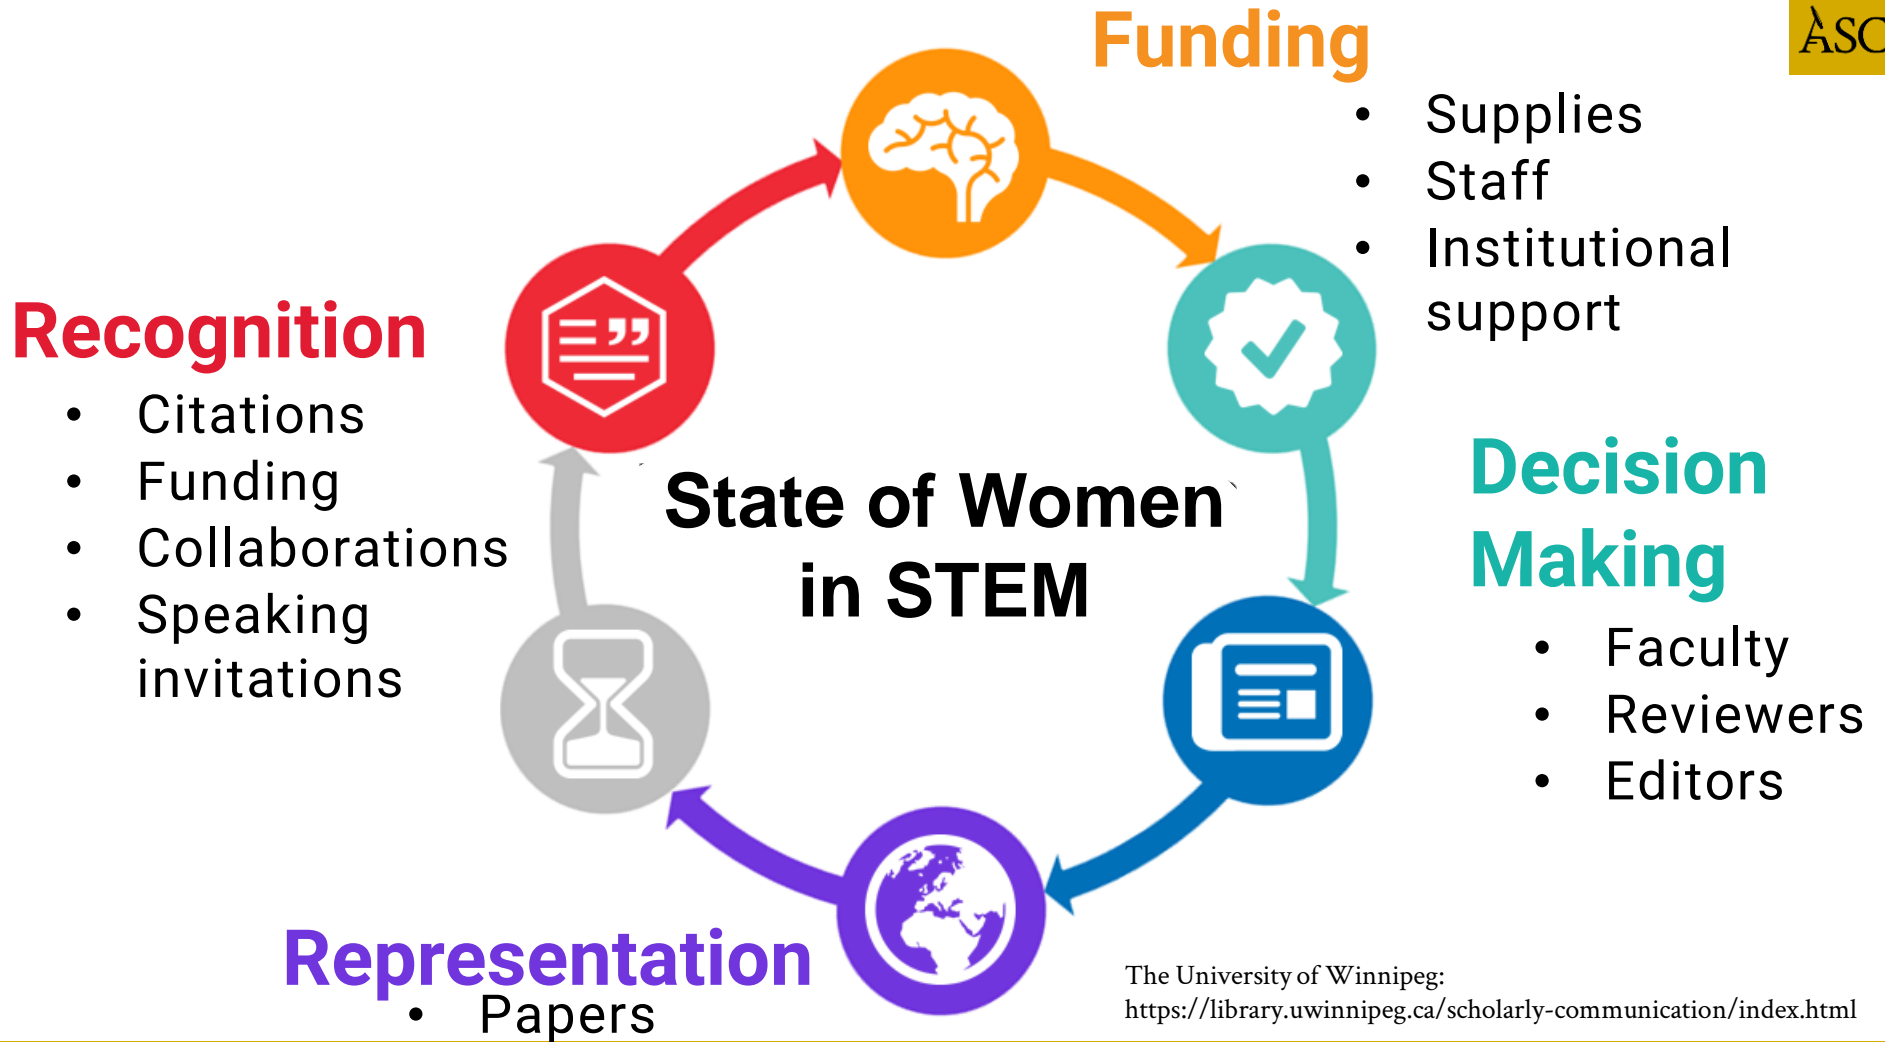 Funding
ASC
• Supplies
• Staff
• Institutional
support
Recognition
• Citations
• Funding
• Collaborations
• Speaking
invitations
State of Women
in STEM
Decision
Making
• Faculty
• Reviewers
• Editors
Representation
• Papers
The University of Winnipeg:
https://library.uwinnipeg.ca/scholarly-communication/index.html